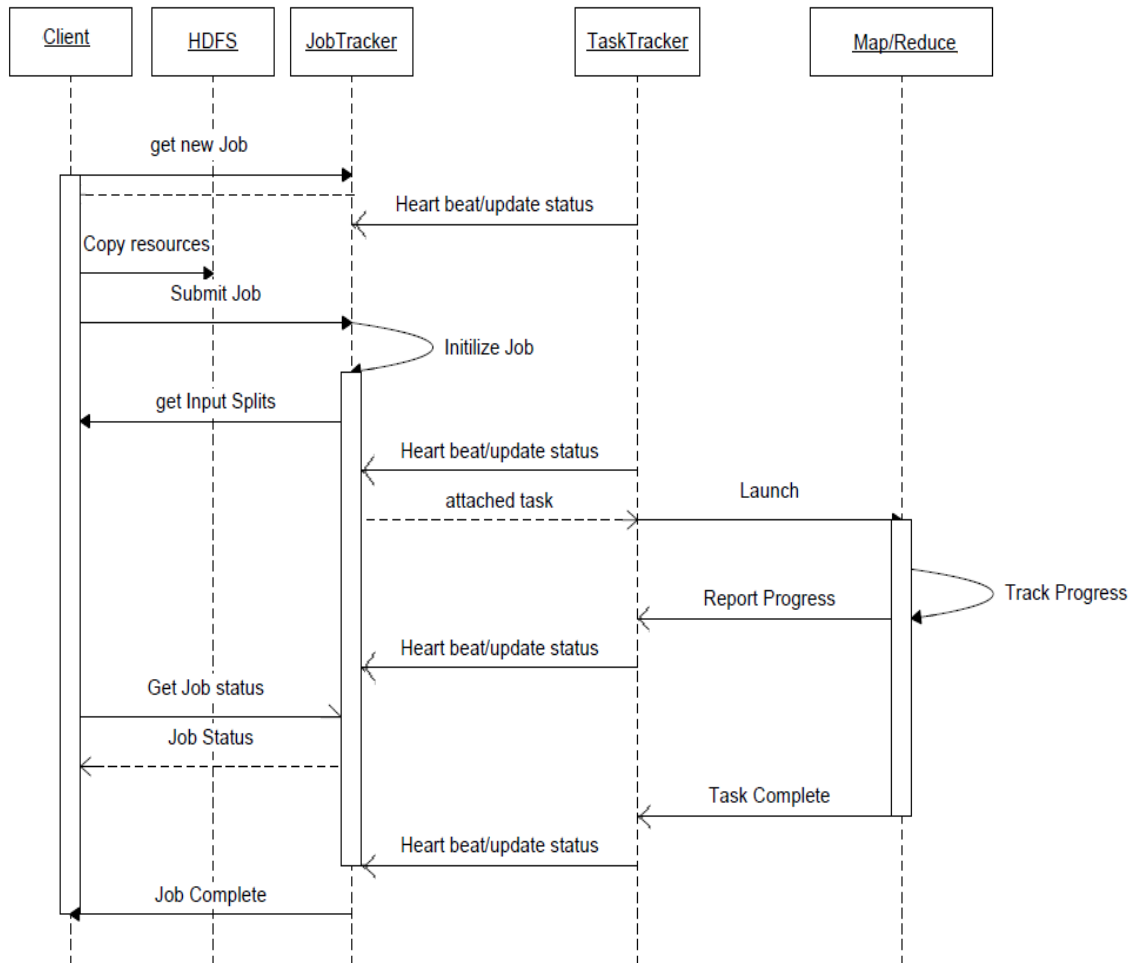 Client
HDFS
JobTracker
TaskTracker
Map/Reduce
get new Job
Heart beat/update status
Copy resources
Submit Job
Initilize Job
get Input Splits
Heart beat/update status
attached task
Launch
Track Progress
Report Progress
Heart beat/update status
Get Job status
Job Status
Task Complete
Heart beat/update status
Job Complete